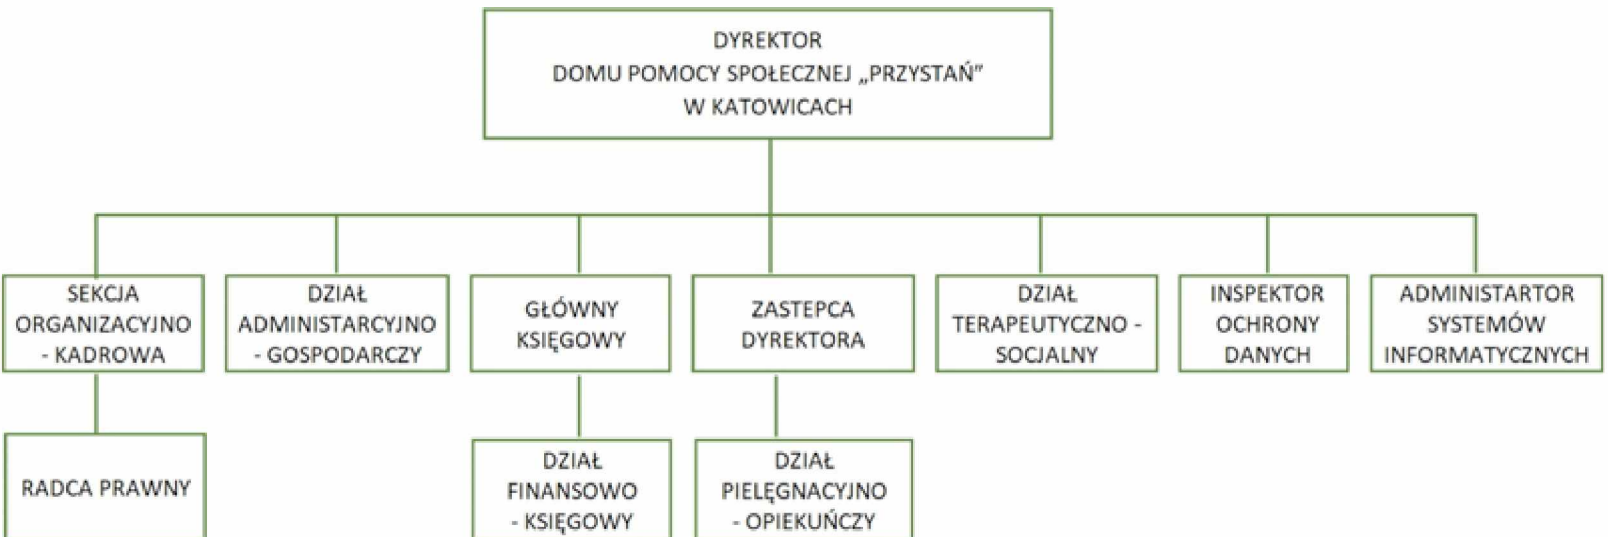 DYREKTOR
DOMU POMOCY SPOŁECZNEJ „PRZYSTAŃ”
W KATOWICACH
SEKCJA
ORGANIZACYJNO
- KADROWA
DZIAŁ
ADMINISTARCYJNO
- GOSPODARCZY
GŁÓWNY
KSIĘGOWY
ZASTEPCA
DYREKTORA
DZIAŁ
TERAPEUTYCZNO -
SOCJALNY
INSPEKTOR
OCHRONY
DANYCH
ADMINISTARTOR
SYSTEMÓW
INFORMATYCZNYCH
RADCA PRAWNY
DZIAŁ
FINANSOWO
- KSIĘGOWY
DZIAŁ
PIELĘGNACYJNO
- OPIEKUŃCZY